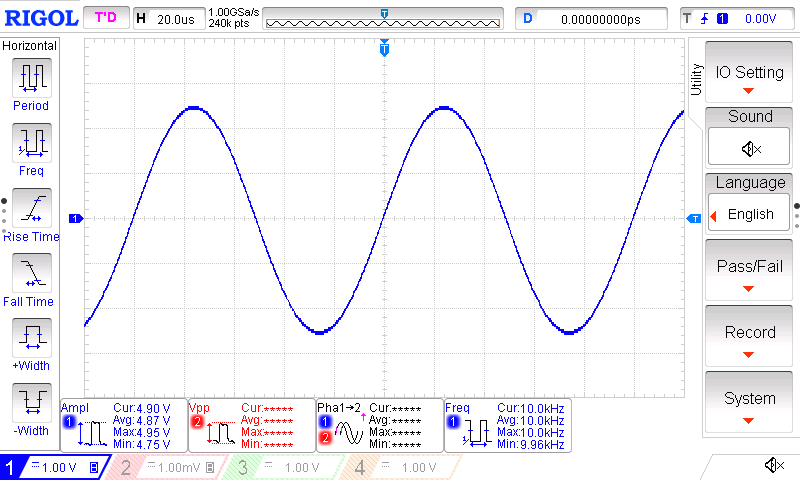 RIGOL T'D H 20.0us 1.00GSa/s 240k pts T D 0.00000000ps T 1 0.00V
Horizontal
Period
Freq
Rise Time
Fall Time
+Width
-Width
T
1
T
Utility
IO Setting
Sound
Language
English
Pass/Fail
Record
System
Ampl
1
Cur:4.90 V
Avg:4.87 V
Max:4.95 V
Min:4.75 V
Vpp
2
Cur:*****
Avg:*****
Max:*****
Min:*****
Pha1→2
1
2
Cur:*****
Avg:*****
Max:*****
Min:*****
Freq
1
Cur:10.0kHz
Avg:10.0kHz
Max:10.0kHz
Min:9.96kHz
1 1.00 V B 2 1.00mV B 3 1.00 V 4 1.00 V